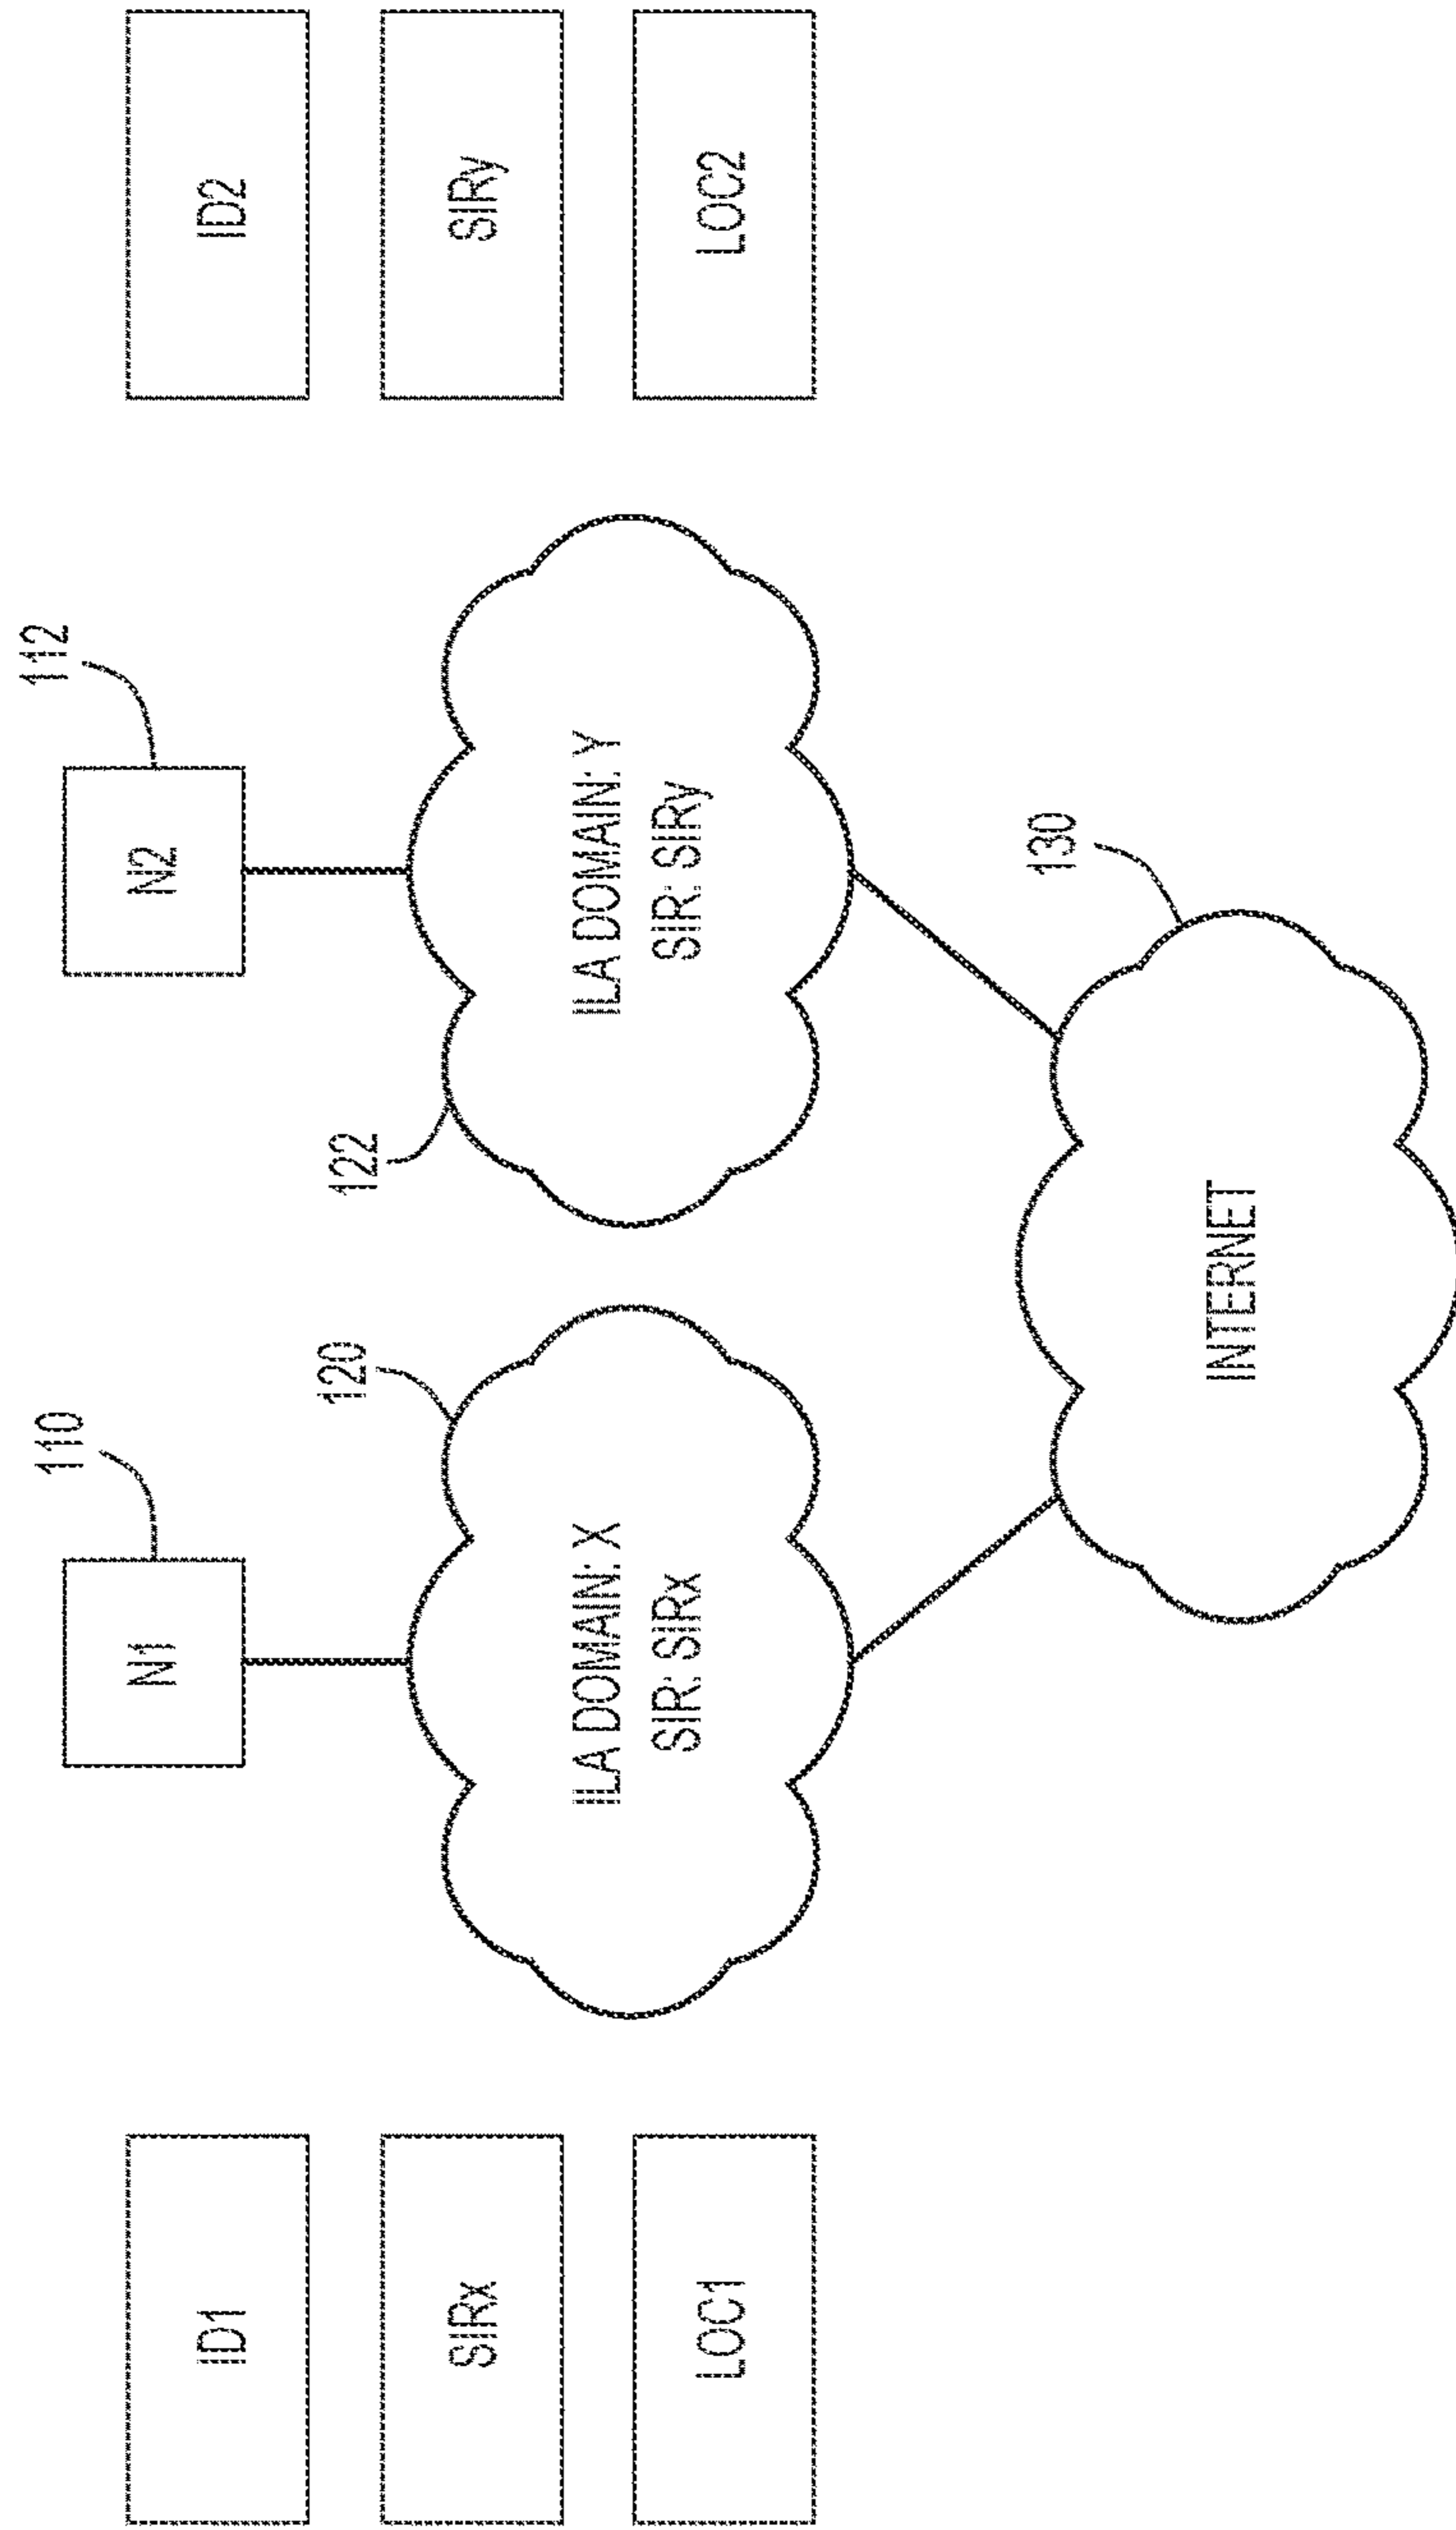 110
112
N1
N2
ID1
ID2
120
122
SIRx
SIRy
ILA DOMAIN: X
SIR: SIRx
ILA DOMAIN: Y
SIR: SIRy
LOC1
LOC2
130
INTERNET